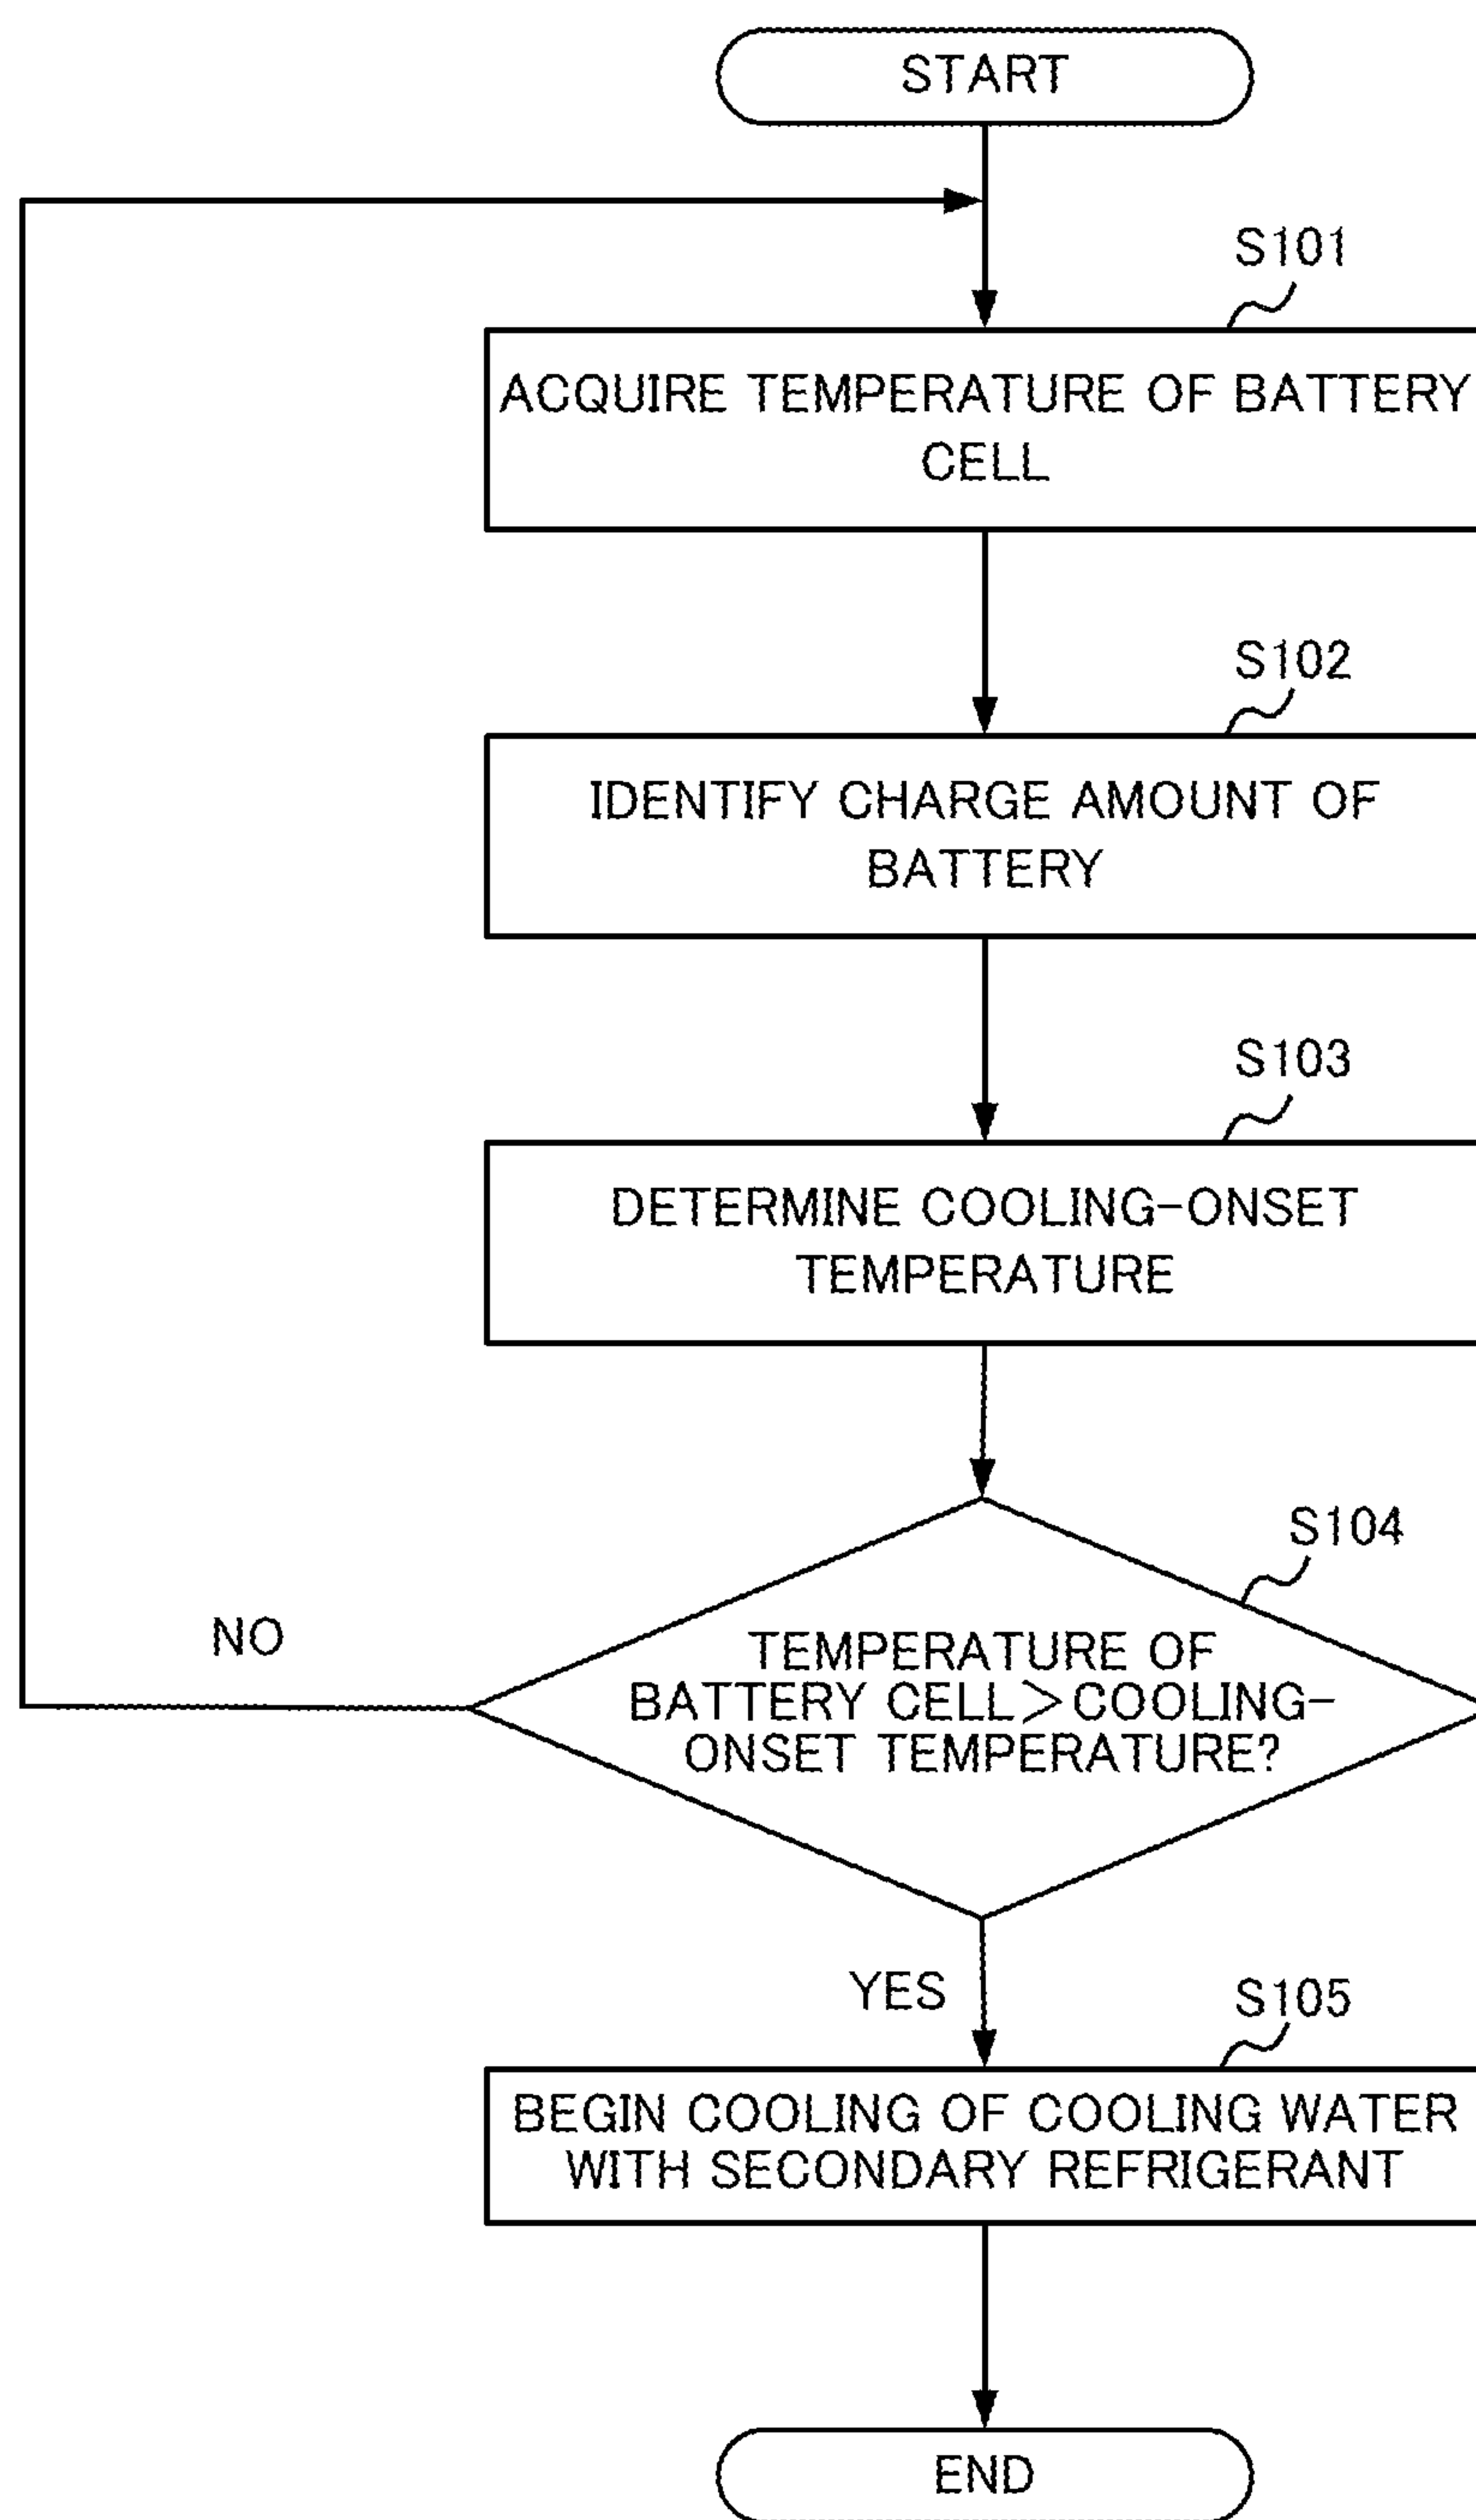 START
S101
ACQUIRE TEMPERATURE OF BATTERY
CELL
S102
IDENTIFY CHARGE AMOUNT OF
BATTERY
S103
DETERMINE COOLING-ONSET
TEMPERATURE
S104
NO
TEMPERATURE OF
BATTERY CELL>COOLING-
ONSET TEMPERATURE?
YES
S105
BEGIN COOLING OF COOLING WATER
WITH SECONDARY REFRIGERANT
END